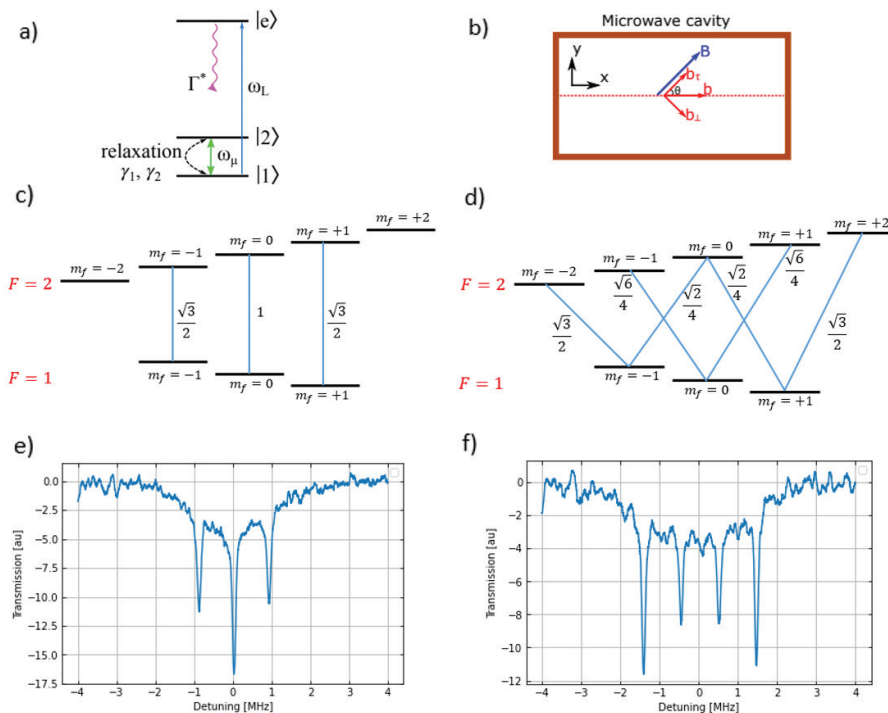 a)
|e⟩
Γ*
ω_L
|2⟩
relaxation
γ₁, γ₂
ω_μ
|1⟩
b)
Microwave cavity
y
x
B
b_τ
θ
b
b_⊥
c)
m_f = +2
m_f = +1
m_f = 0
m_f = −1
m_f = −2
F = 2
√3/2
1
√3/2
F = 1
m_f = −1
m_f = 0
m_f = +1
d)
m_f = +2
m_f = +1
m_f = 0
m_f = −1
m_f = −2
F = 2
√6/4
√2/4
√2/4
√6/4
√3/2
√3/2
F = 1
m_f = −1
m_f = 0
m_f = +1
e)
0.0
−2.5
−5.0
−7.5
−10.0
−12.5
−15.0
−17.5
Transmission [au]
−4 −3 −2 −1 0 1 2 3 4
Detuning [MHz]
f)
0
−2
−4
−6
−8
−10
−12
Transmission [au]
−4 −3 −2 −1 0 1 2 3 4
Detuning [MHz]